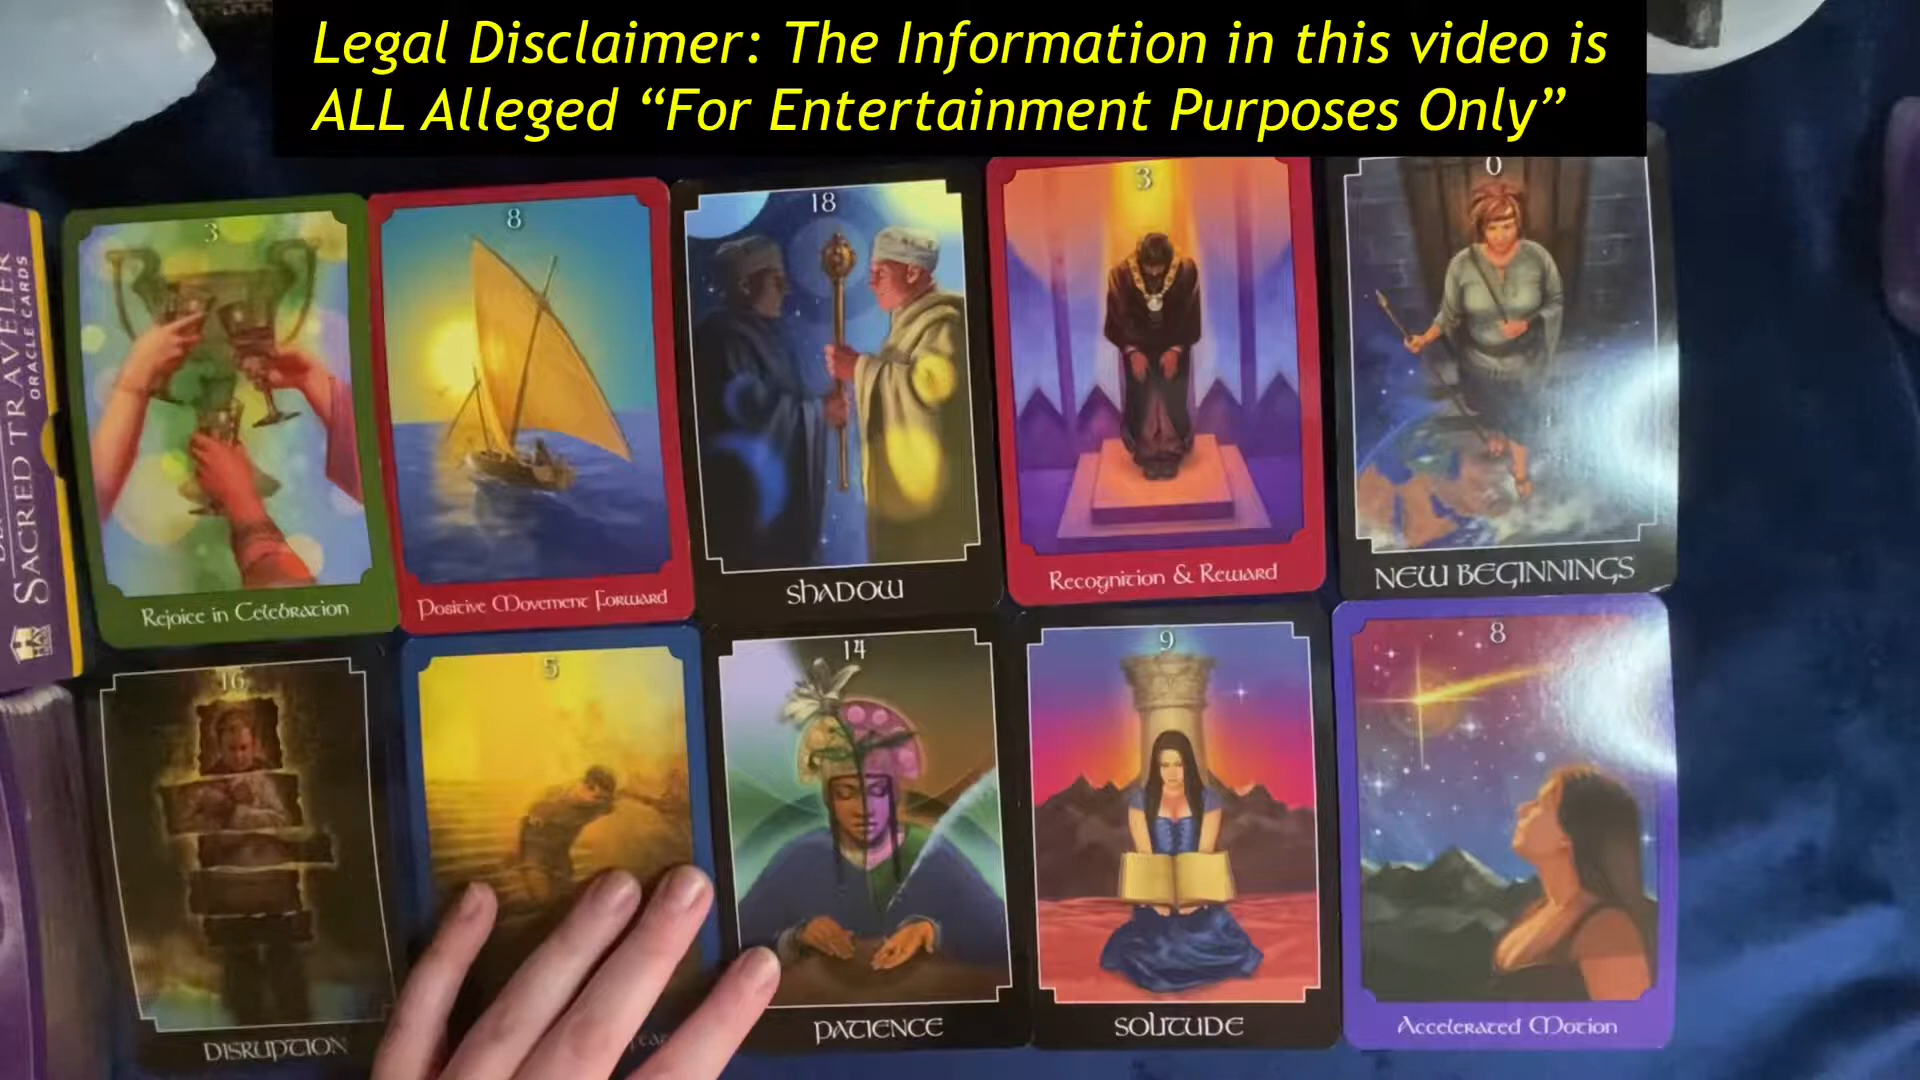 Legal Disclaimer: The Information in this video is
ALL Alleged “For Entertainment Purposes Only”
SACRED TRAVELER
ORACLE CARDS
3
Rejoice in Celebration
8
Positive Movement Forward
18
SHADOW
3
Recognition & Reward
0
NEW BEGINNINGS
16
DISRUPTION
5
14
PATIENCE
9
SOLITUDE
8
Accelerated Motion